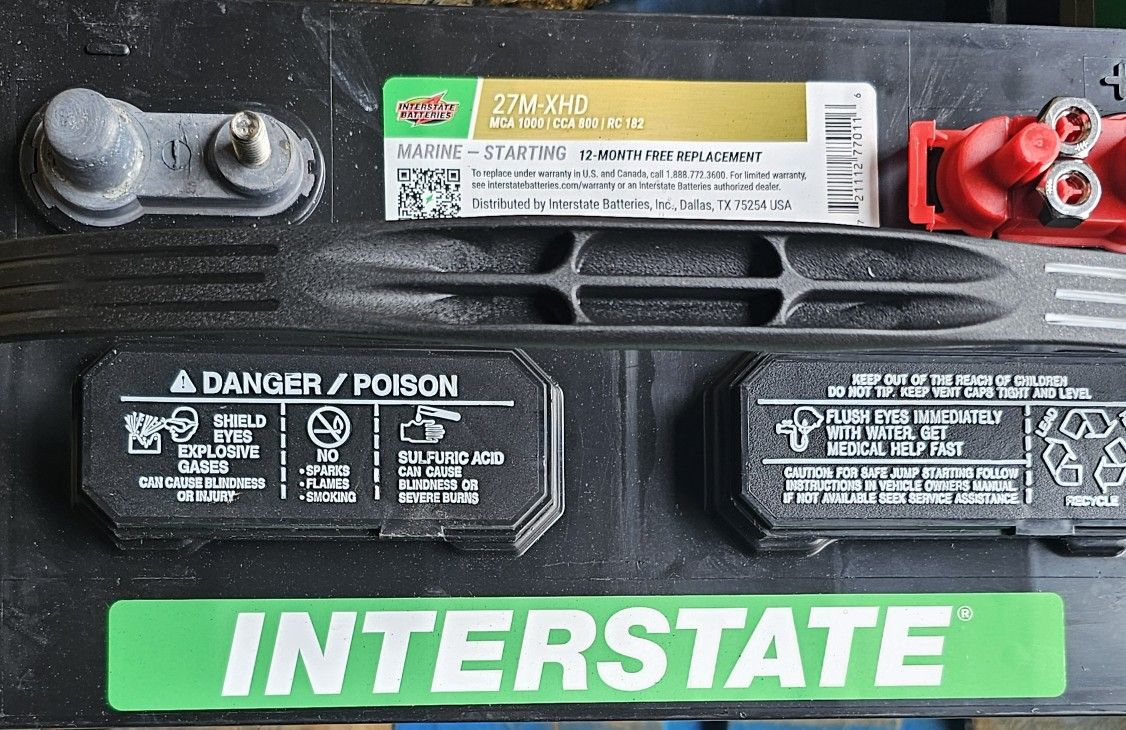 INTERSTATE
BATTERIES
27M-XHD
MCA 1000 | CCA 800 | RC 182
MARINE – STARTING 12-MONTH FREE REPLACEMENT
To replace under warranty in U.S. and Canada, call 1.888.772.3600. For limited warranty,
see interstatebatteries.com/warranty or an Interstate Batteries authorized dealer.
Distributed by Interstate Batteries, Inc., Dallas, TX 75254 USA
7 21112 77011 6
+
DANGER / POISON
SHIELD
EYES
EXPLOSIVE
GASES
CAN CAUSE BLINDNESS
OR INJURY
NO
• SPARKS
• FLAMES
• SMOKING
SULFURIC ACID
CAN CAUSE
BLINDNESS OR
SEVERE BURNS
KEEP OUT OF THE REACH OF CHILDREN
DO NOT TIP. KEEP VENT CAPS TIGHT AND LEVEL
FLUSH EYES IMMEDIATELY
WITH WATER. GET
MEDICAL HELP FAST
CAUTION: FOR SAFE JUMP STARTING FOLLOW
INSTRUCTIONS IN VEHICLE OWNERS MANUAL.
IF NOT AVAILABLE SEEK SERVICE ASSISTANCE.
LEAD
RECYCLE
INTERSTATE®